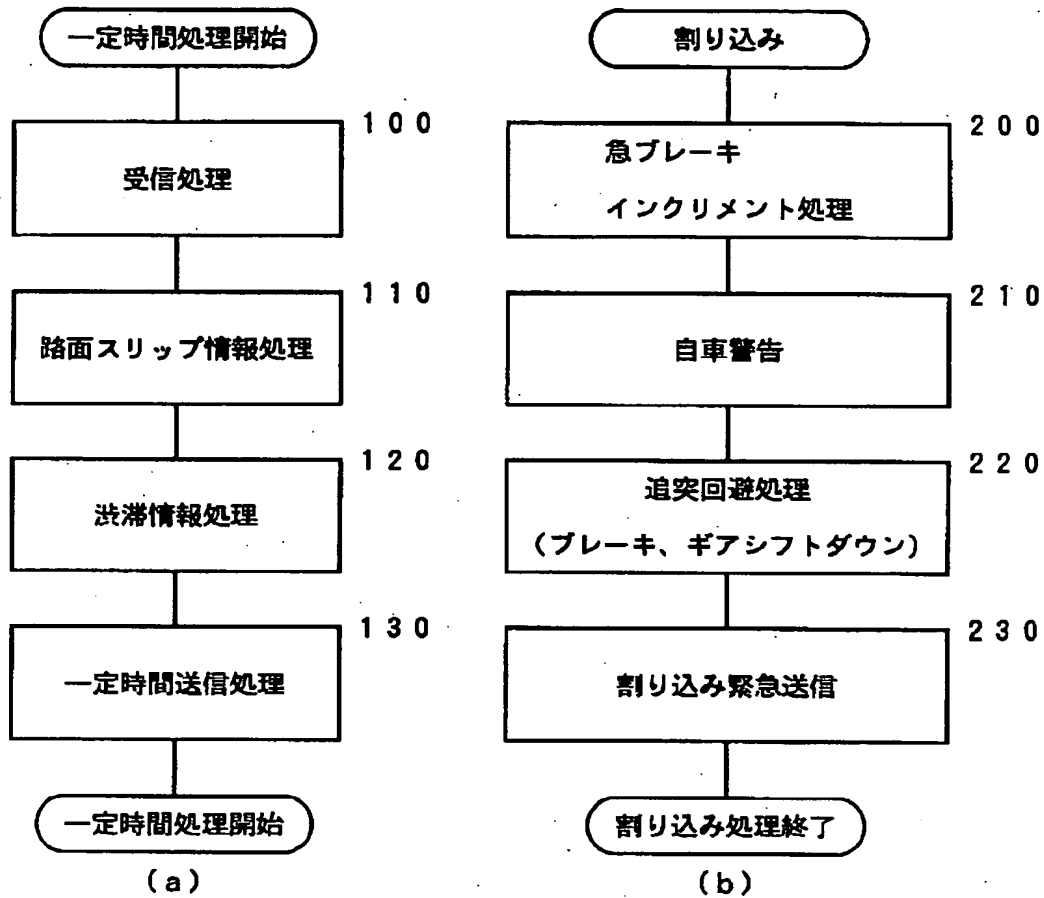 一定時間処理開始
100
受信処理
110
路面スリップ情報処理
120
渋滞情報処理
130
一定時間送信処理
一定時間処理開始
(a)
割り込み
200
急ブレーキ
インクリメント処理
210
自車警告
220
追突回避処理
(ブレーキ、ギアシフトダウン)
230
割り込み緊急送信
割り込み処理終了
(b)